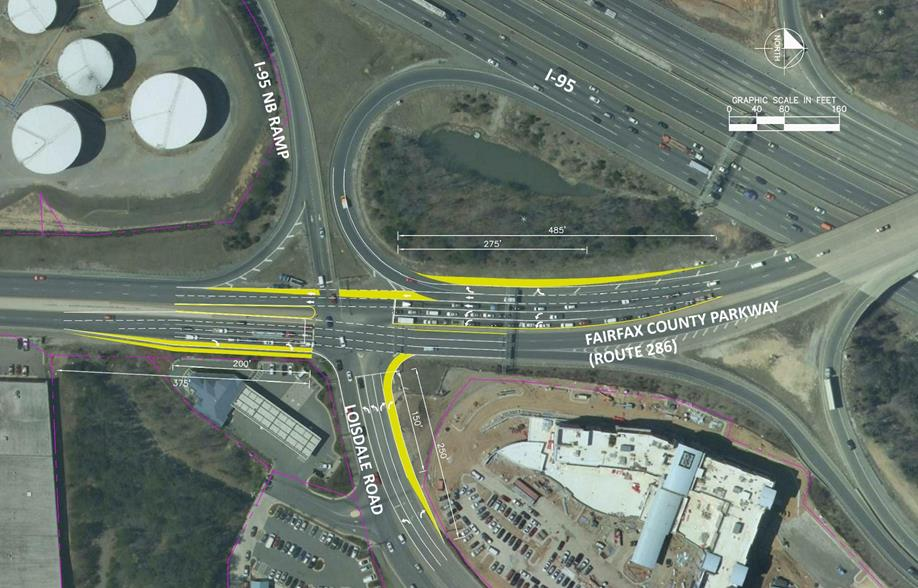 I-95
NORTH
I-95 NB RAMP
GRAPHIC SCALE IN FEET
0 40 80 160
485'
275'
FAIRFAX COUNTY PARKWAY
(ROUTE 286)
200'
375'
150'
250'
LOISDALE ROAD